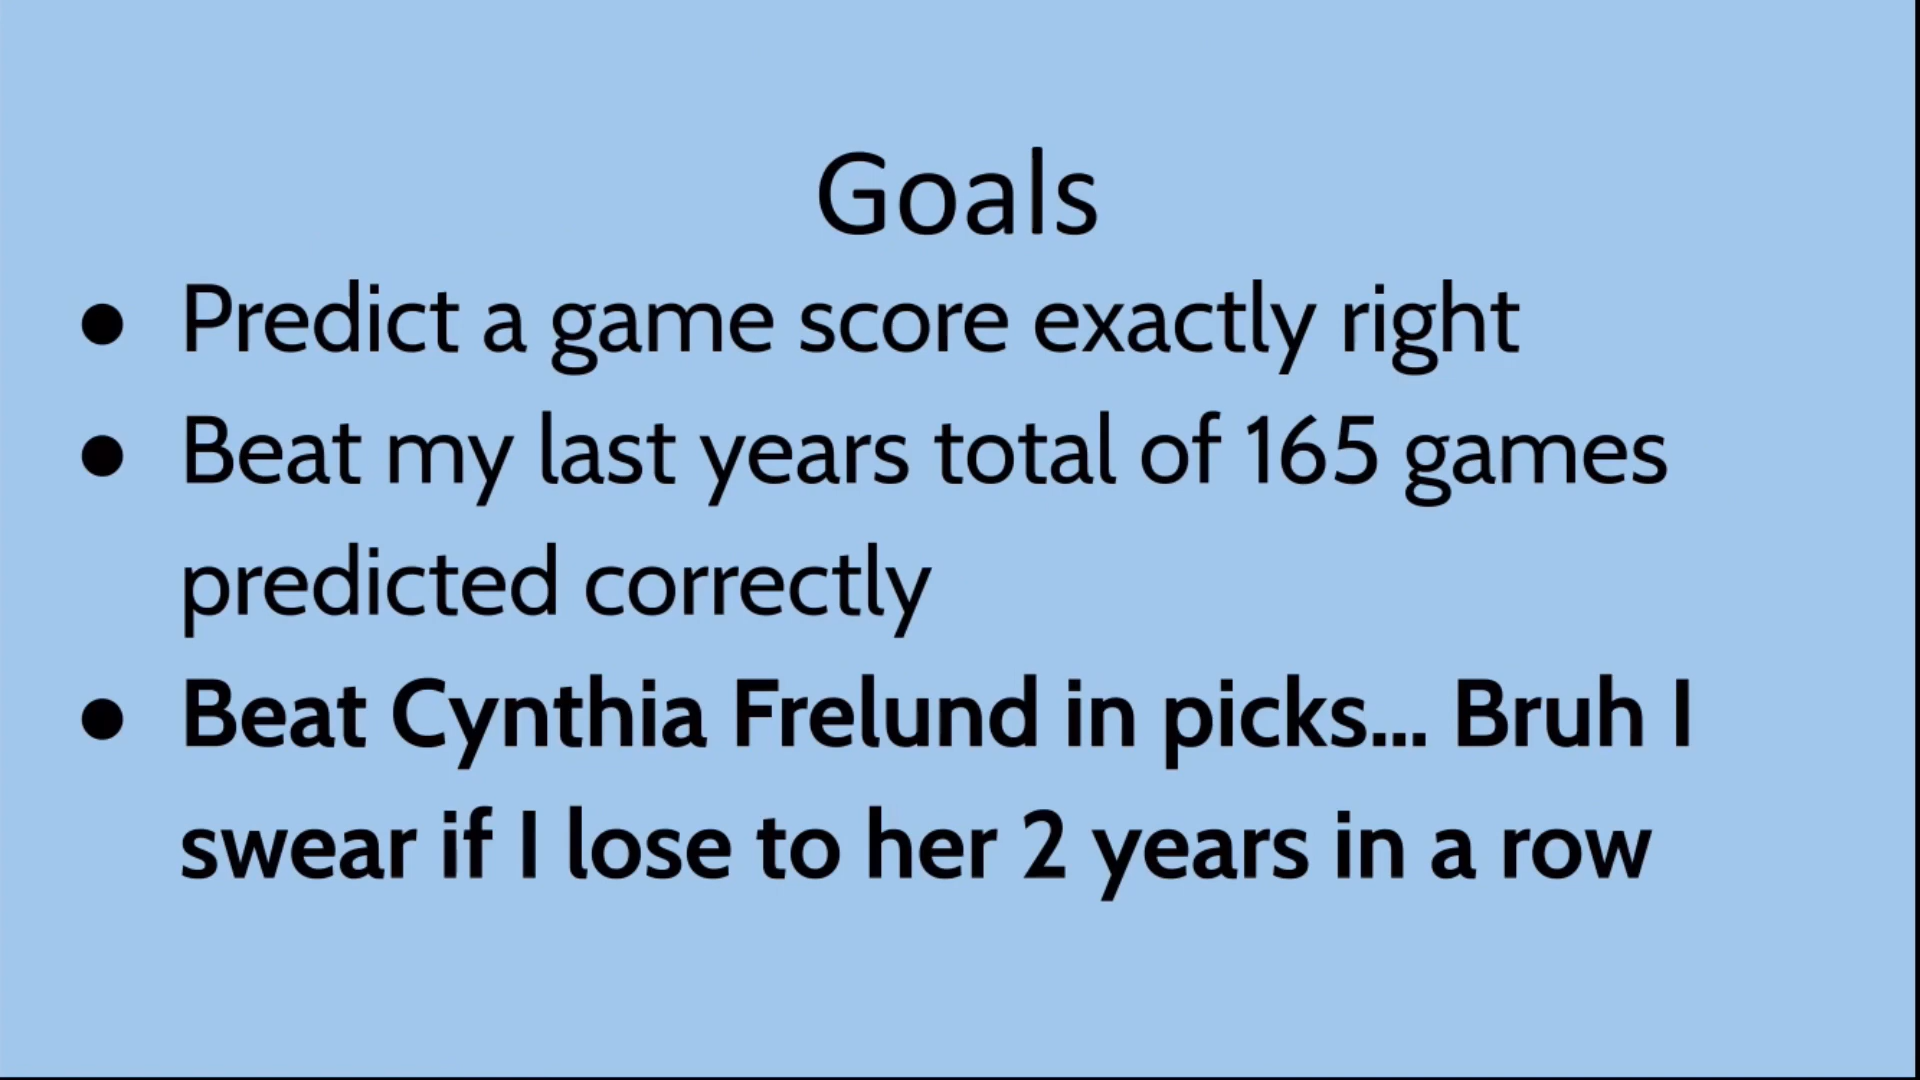 Goals
● Predict a game score exactly right
● Beat my last years total of 165 games
predicted correctly
● Beat Cynthia Frelund in picks... Bruh I
swear if I lose to her 2 years in a row